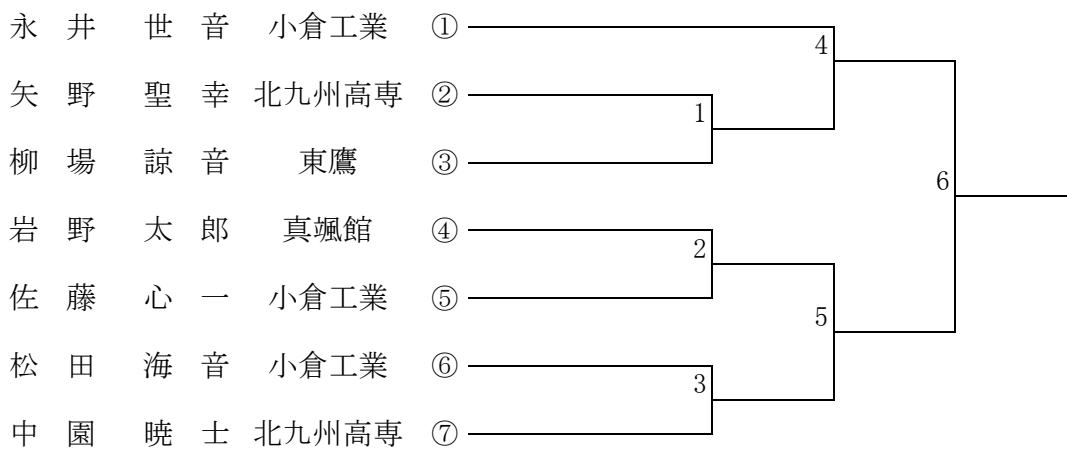 永井 世音 小倉工業 ①
4
矢野 聖幸 北九州高専 ②
1
柳場 諒音 東鷹 ③
6
岩野 太郎 真颯館 ④
2
佐藤 心一 小倉工業 ⑤
5
松田 海音 小倉工業 ⑥
3
中園 暁士 北九州高専 ⑦